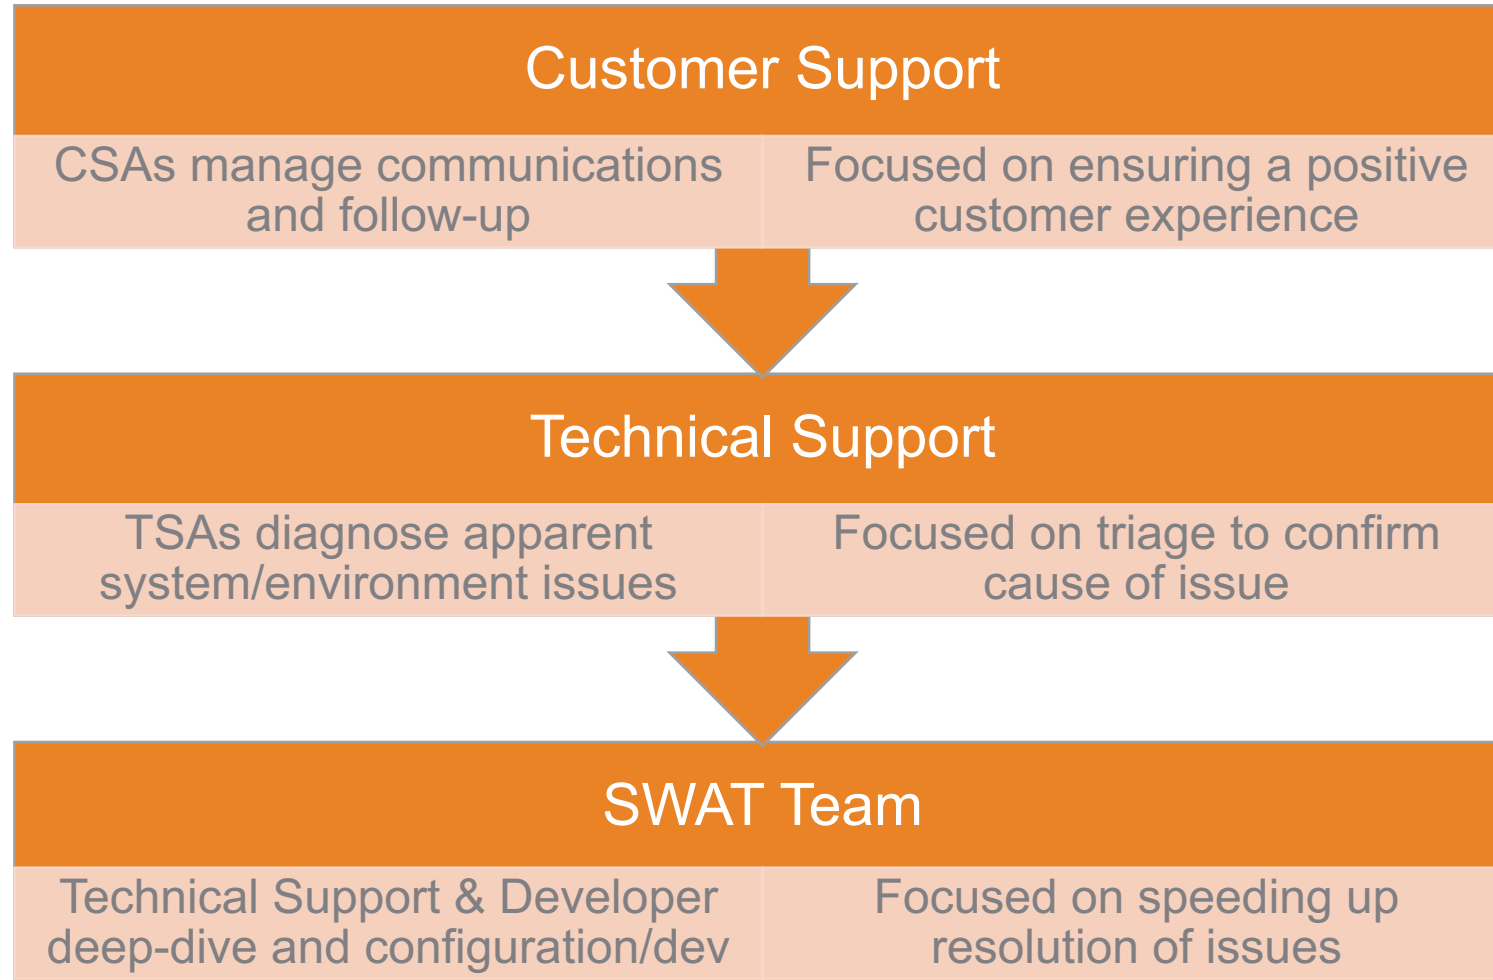 Customer Support
CSAs manage communications
and follow-up
Focused on ensuring a positive
customer experience
Technical Support
TSAs diagnose apparent
system/environment issues
Focused on triage to confirm
cause of issue
SWAT Team
Technical Support & Developer
deep-dive and configuration/dev
Focused on speeding up
resolution of issues